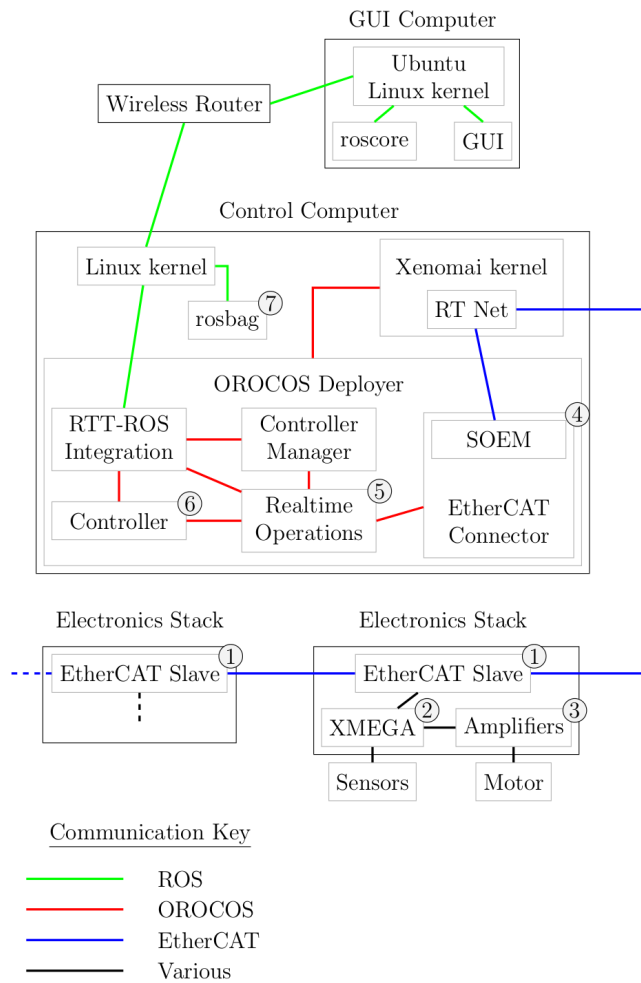 GUI Computer
Ubuntu
Linux kernel
Wireless Router
roscore
GUI
Control Computer
Linux kernel
Xenomai kernel
rosbag
7
RT Net
OROCOS Deployer
RTT-ROS
Integration
Controller
Manager
4
SOEM
Controller
6
Realtime
Operations
5
EtherCAT
Connector
Electronics Stack
EtherCAT Slave
1
Electronics Stack
EtherCAT Slave
1
XMEGA
2
Amplifiers
3
Sensors
Motor
Communication Key
ROS
OROCOS
EtherCAT
Various